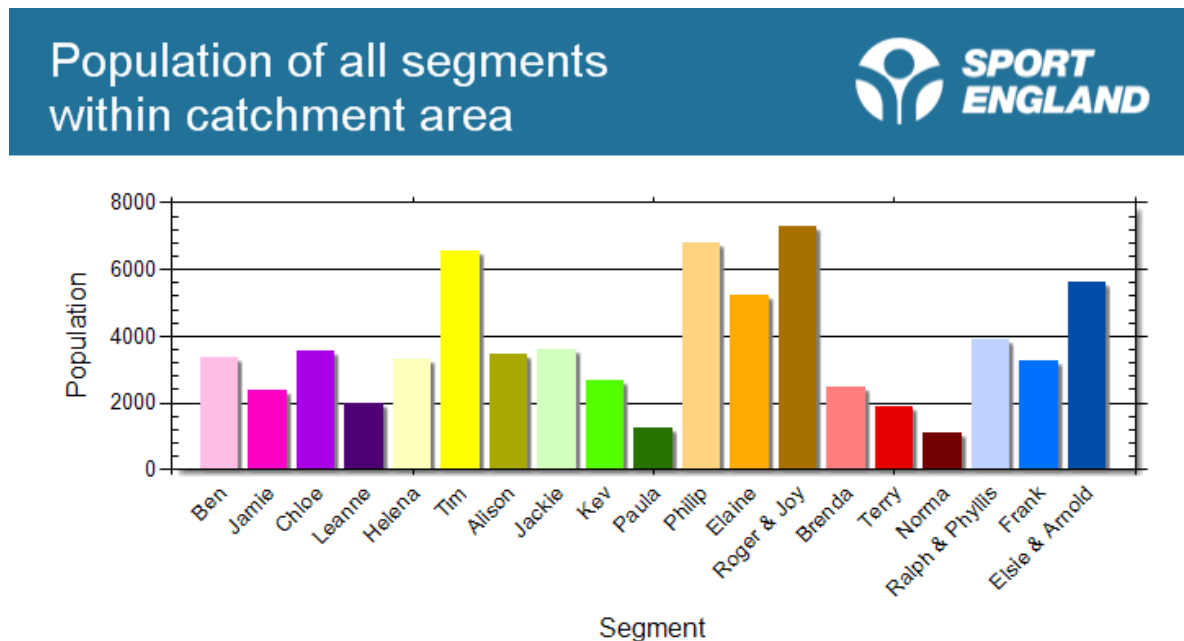 Population of all segments
within catchment area
SPORT
ENGLAND
8000
6000
4000
2000
0
Population
Ben
Jamie
Chloe
Leanne
Helena
Tim
Alison
Jackie
Kev
Paula
Philip
Elaine
Roger & Joy
Brenda
Terry
Norma
Ralph & Phyllis
Frank
Elsie & Arnold
Segment